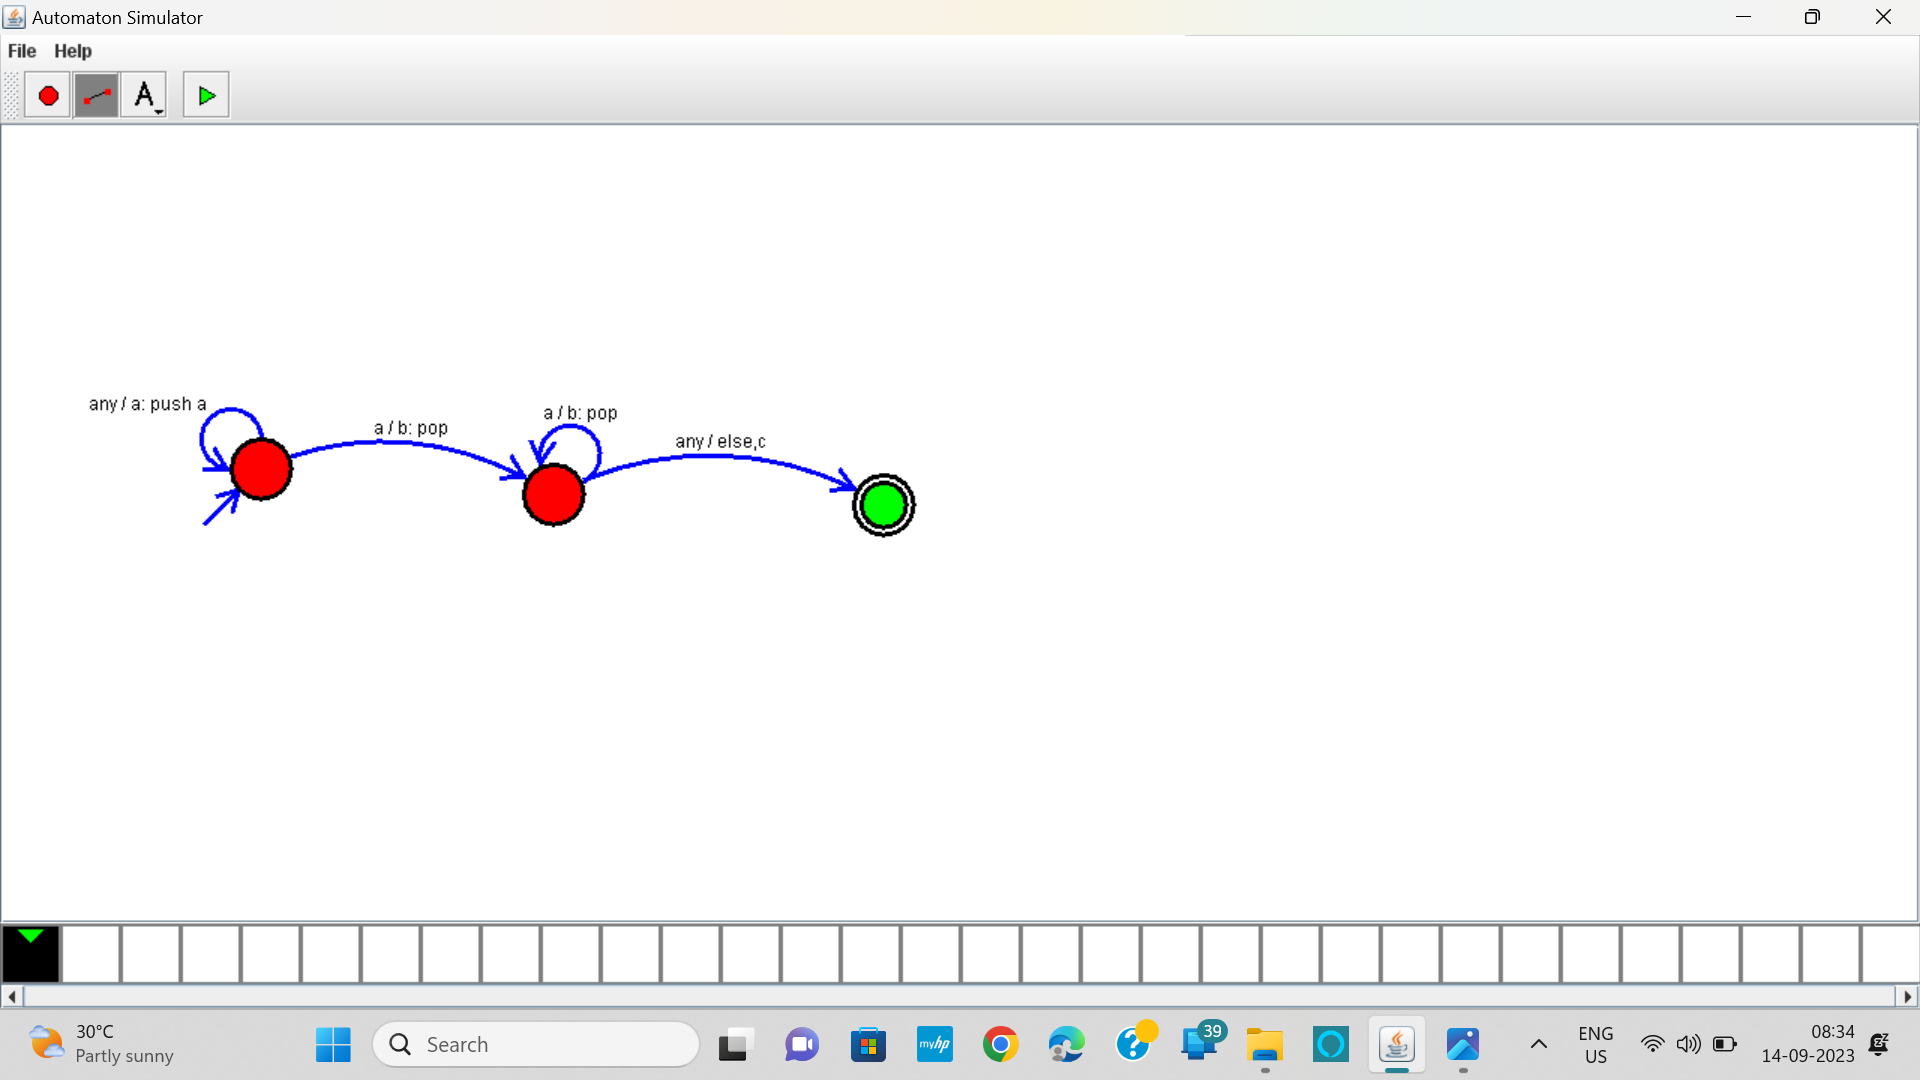 Automaton Simulator
File Help
A
any / a: push a
a / b: pop
a / b: pop
any / else,c
30°C
Partly sunny
Search
myhp
?
39
ENG
US
08:34
14-09-2023